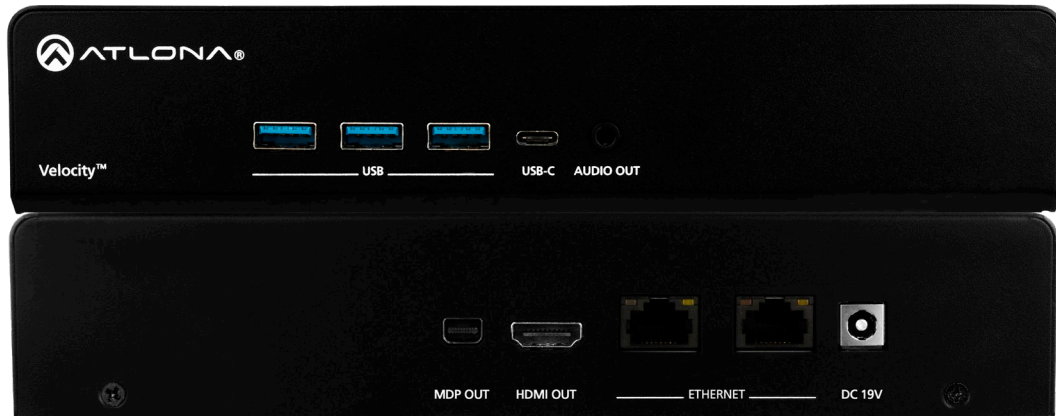 ATLONA®
Velocity™
USB
USB-C
AUDIO OUT
MDP OUT
HDMI OUT
ETHERNET
DC 19V